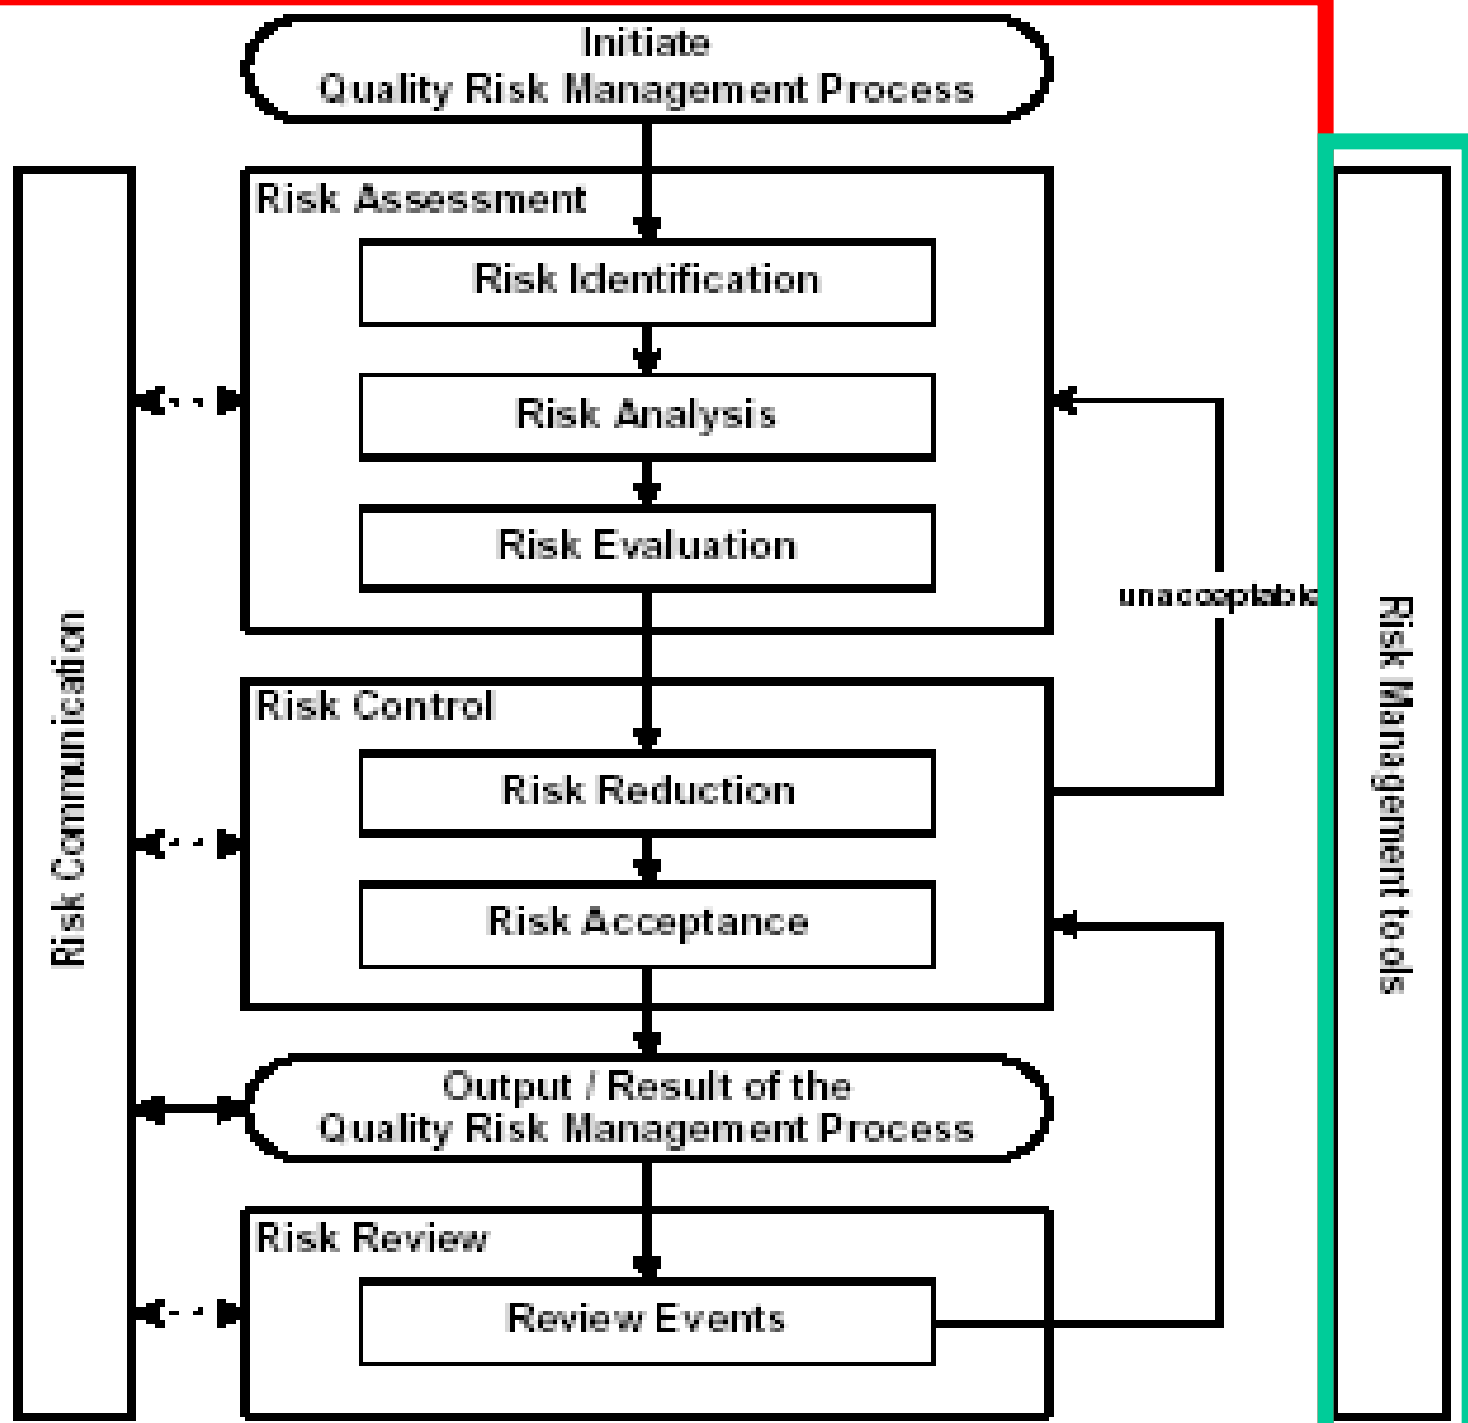 Initiate
Quality Risk Management Process
Risk Assessment
Risk Identification
Risk Analysis
Risk Evaluation
unacceptable
Risk Control
Risk Reduction
Risk Acceptance
Output / Result of the
Quality Risk Management Process
Risk Review
Review Events
Risk Communication
Risk Management tools